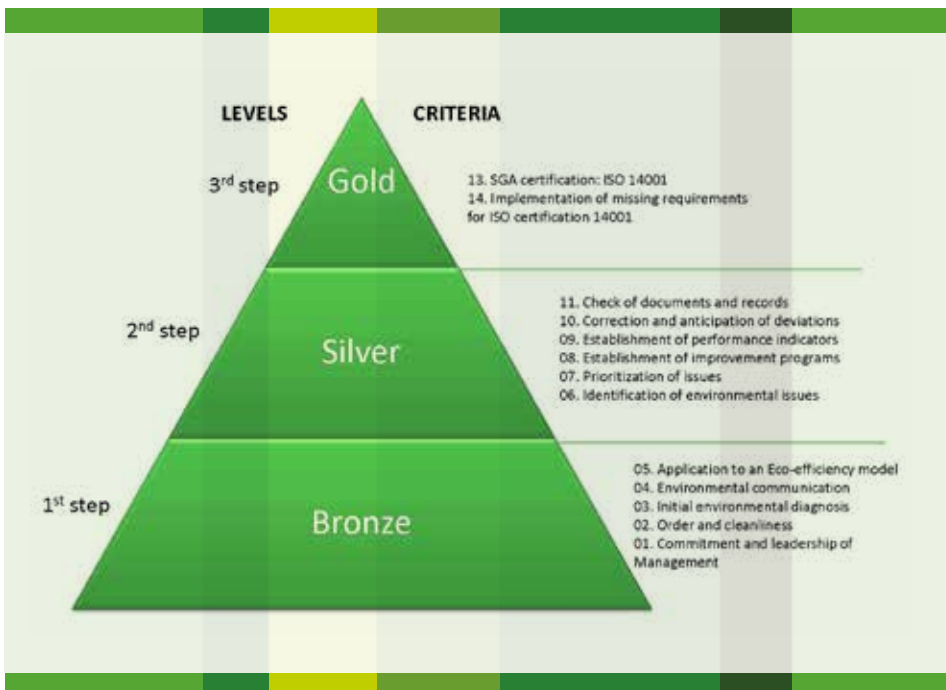 LEVELS
CRITERIA
3rd step
Gold
13. SGA certification: ISO 14001
14. Implementation of missing requirements
for ISO certification 14001
2nd step
Silver
11. Check of documents and records
10. Correction and anticipation of deviations
09. Establishment of performance indicators
08. Establishment of improvement programs
07. Prioritization of issues
06. Identification of environmental issues
1st step
Bronze
05. Application to an Eco-efficiency model
04. Environmental communication
03. Initial environmental diagnosis
02. Order and cleanliness
01. Commitment and leadership of
Management